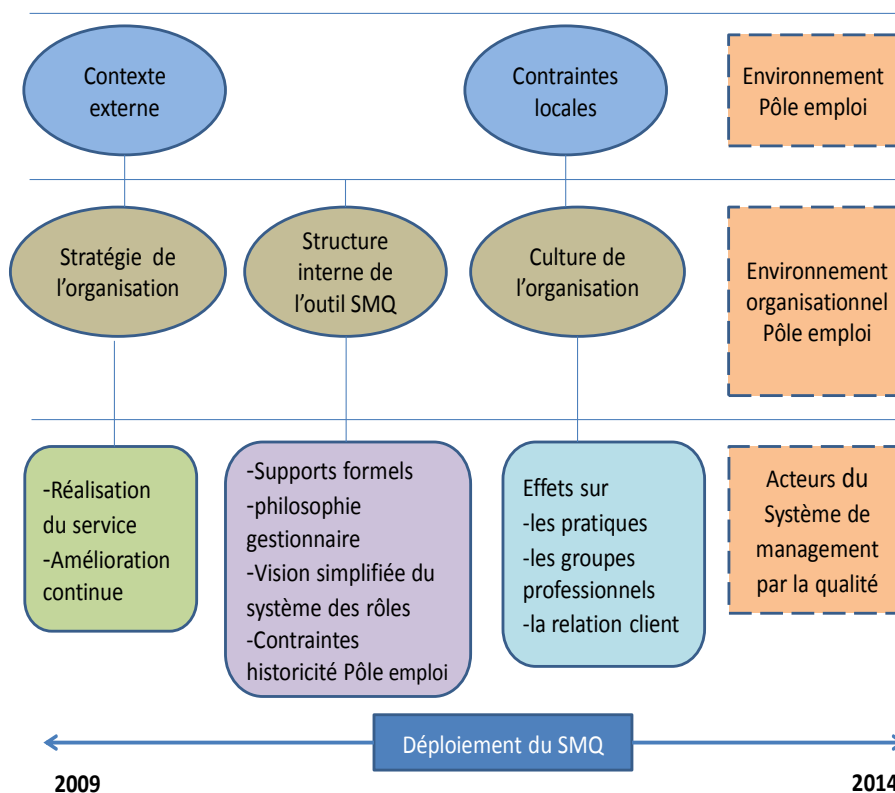 Contexte
externe
Contraintes
locales
Environnement
Pôle emploi
Stratégie de
l'organisation
Structure
interne de
l'outil SMQ
Culture de
l'organisation
Environnement
organisationnel
Pôle emploi
-Réalisation
du service
-Amélioration
continue
-Supports formels
-philosophie
gestionnaire
-Vision simplifiée du
système des rôles
-Contraintes
historicité Pôle emploi
Effets sur
-les pratiques
-les groupes
professionnels
-la relation client
Acteurs du
Système de
management
par la qualité
Déploiement du SMQ
2009
2014